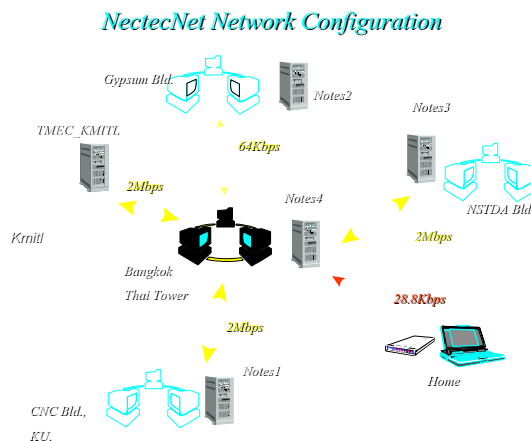 NectecNet Network Configuration
Gypsum Bld.
Notes2
Notes3
TMEC_KMITL
64Kbps
2Mbps
Notes4
NSTDA Bld
Kmitl
2Mbps
Bangkok
Thai Tower
28.8Kbps
2Mbps
Notes1
Home
CNC Bld.,
KU.